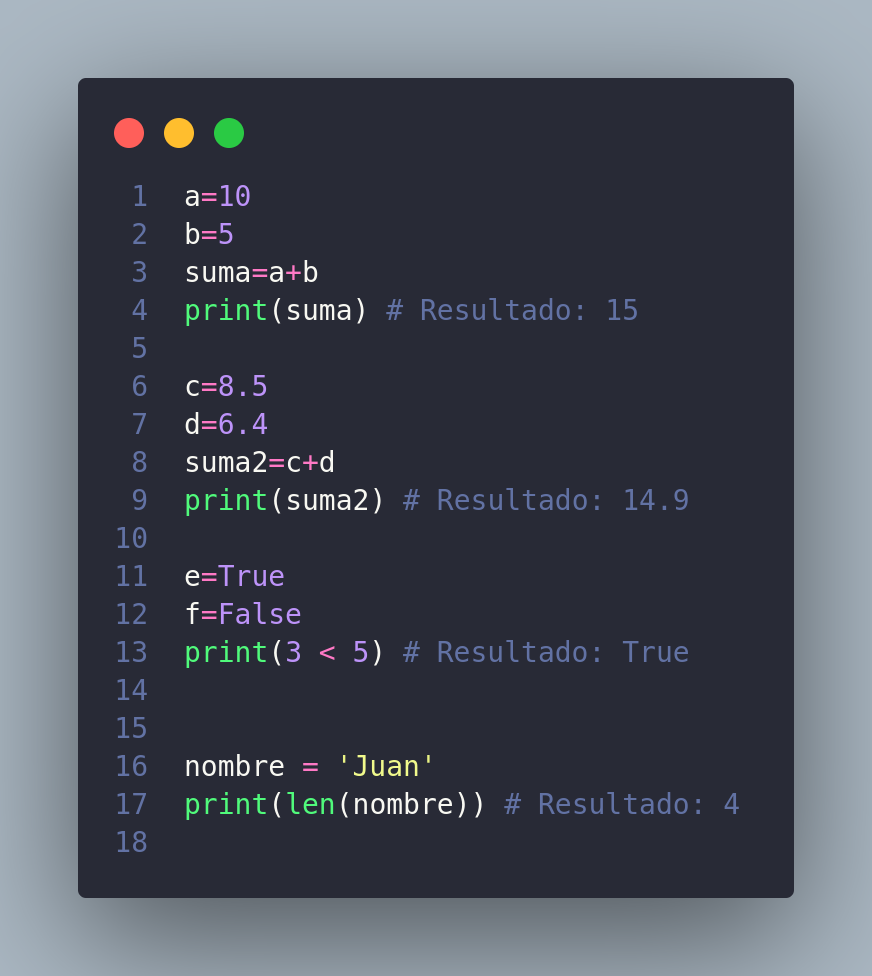 1 a=10
2 b=5
3 suma=a+b
4 print(suma) # Resultado: 15
5
6 c=8.5
7 d=6.4
8 suma2=c+d
9 print(suma2) # Resultado: 14.9
10
11 e=True
12 f=False
13 print(3 < 5) # Resultado: True
14
15
16 nombre = 'Juan'
17 print(len(nombre)) # Resultado: 4
18